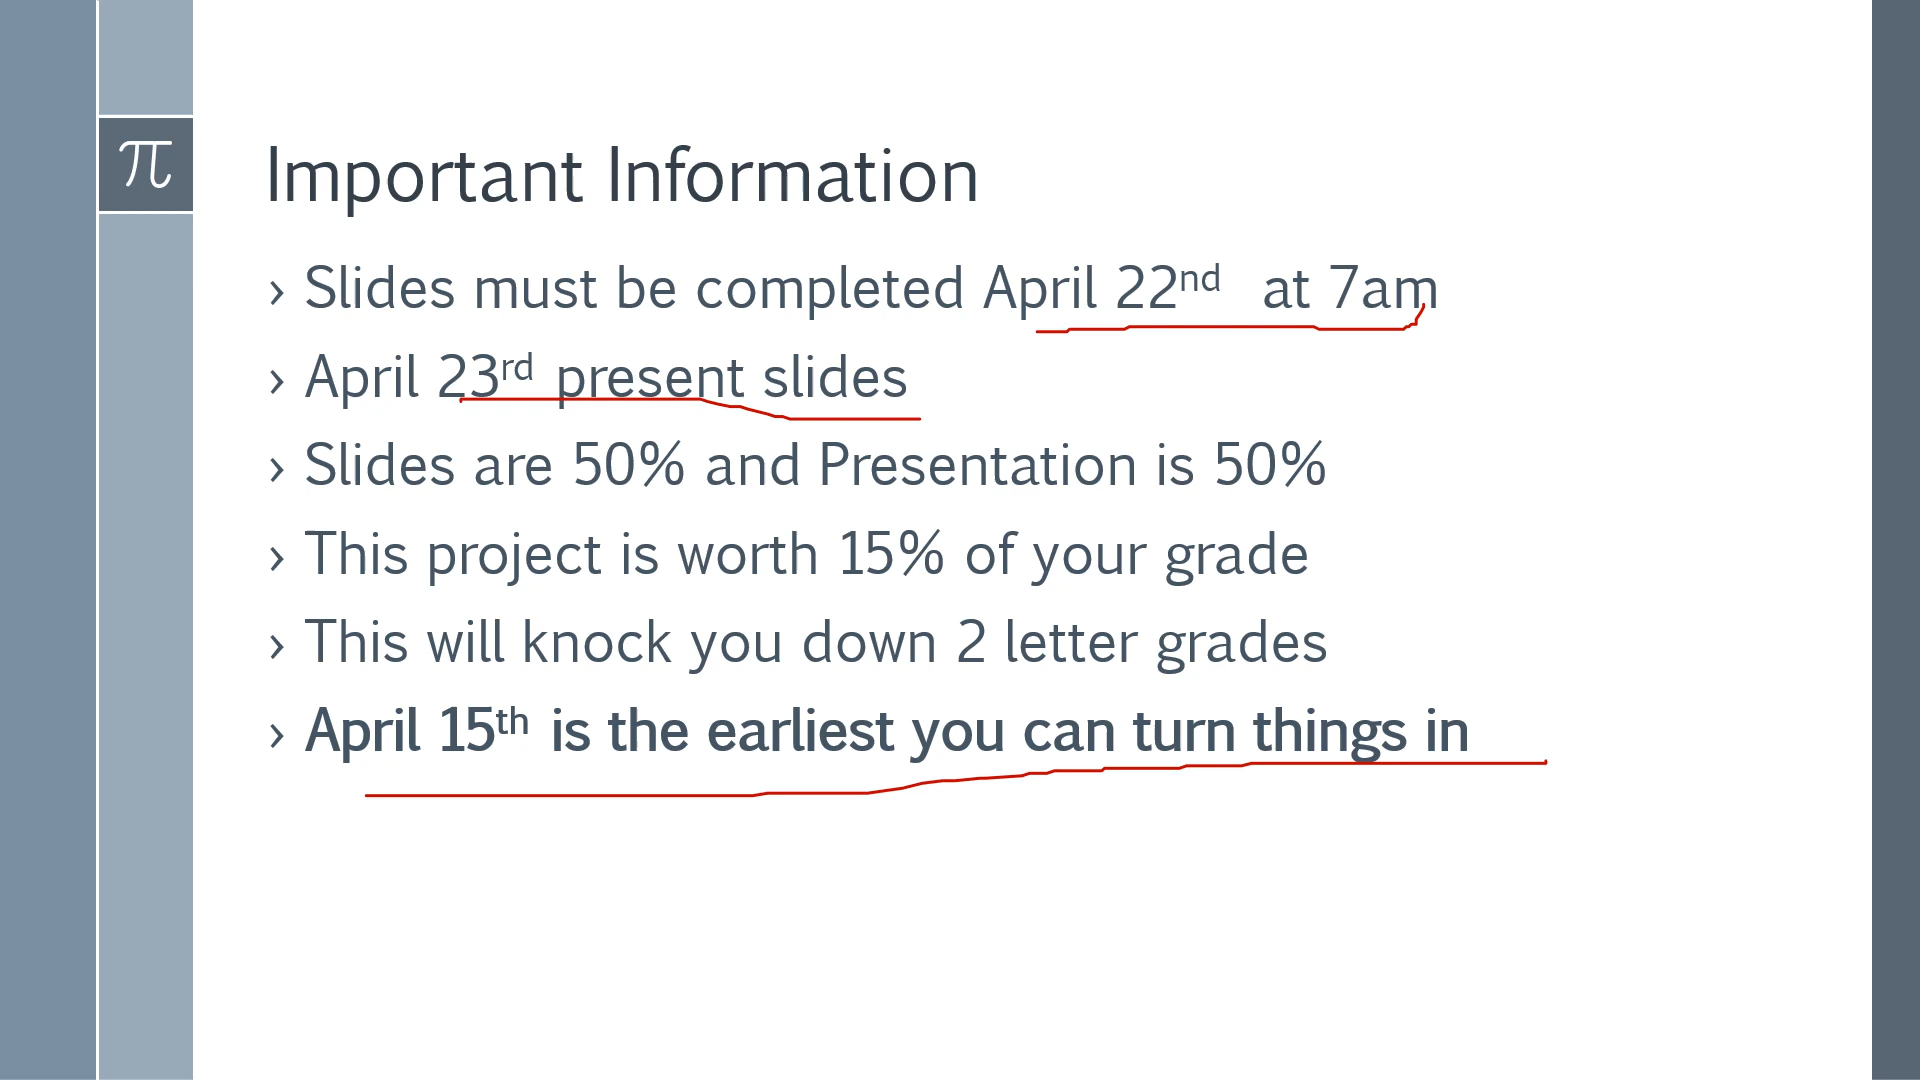 π
Important Information
› Slides must be completed April 22nd at 7am
› April 23rd present slides
› Slides are 50% and Presentation is 50%
› This project is worth 15% of your grade
› This will knock you down 2 letter grades
› April 15th is the earliest you can turn things in